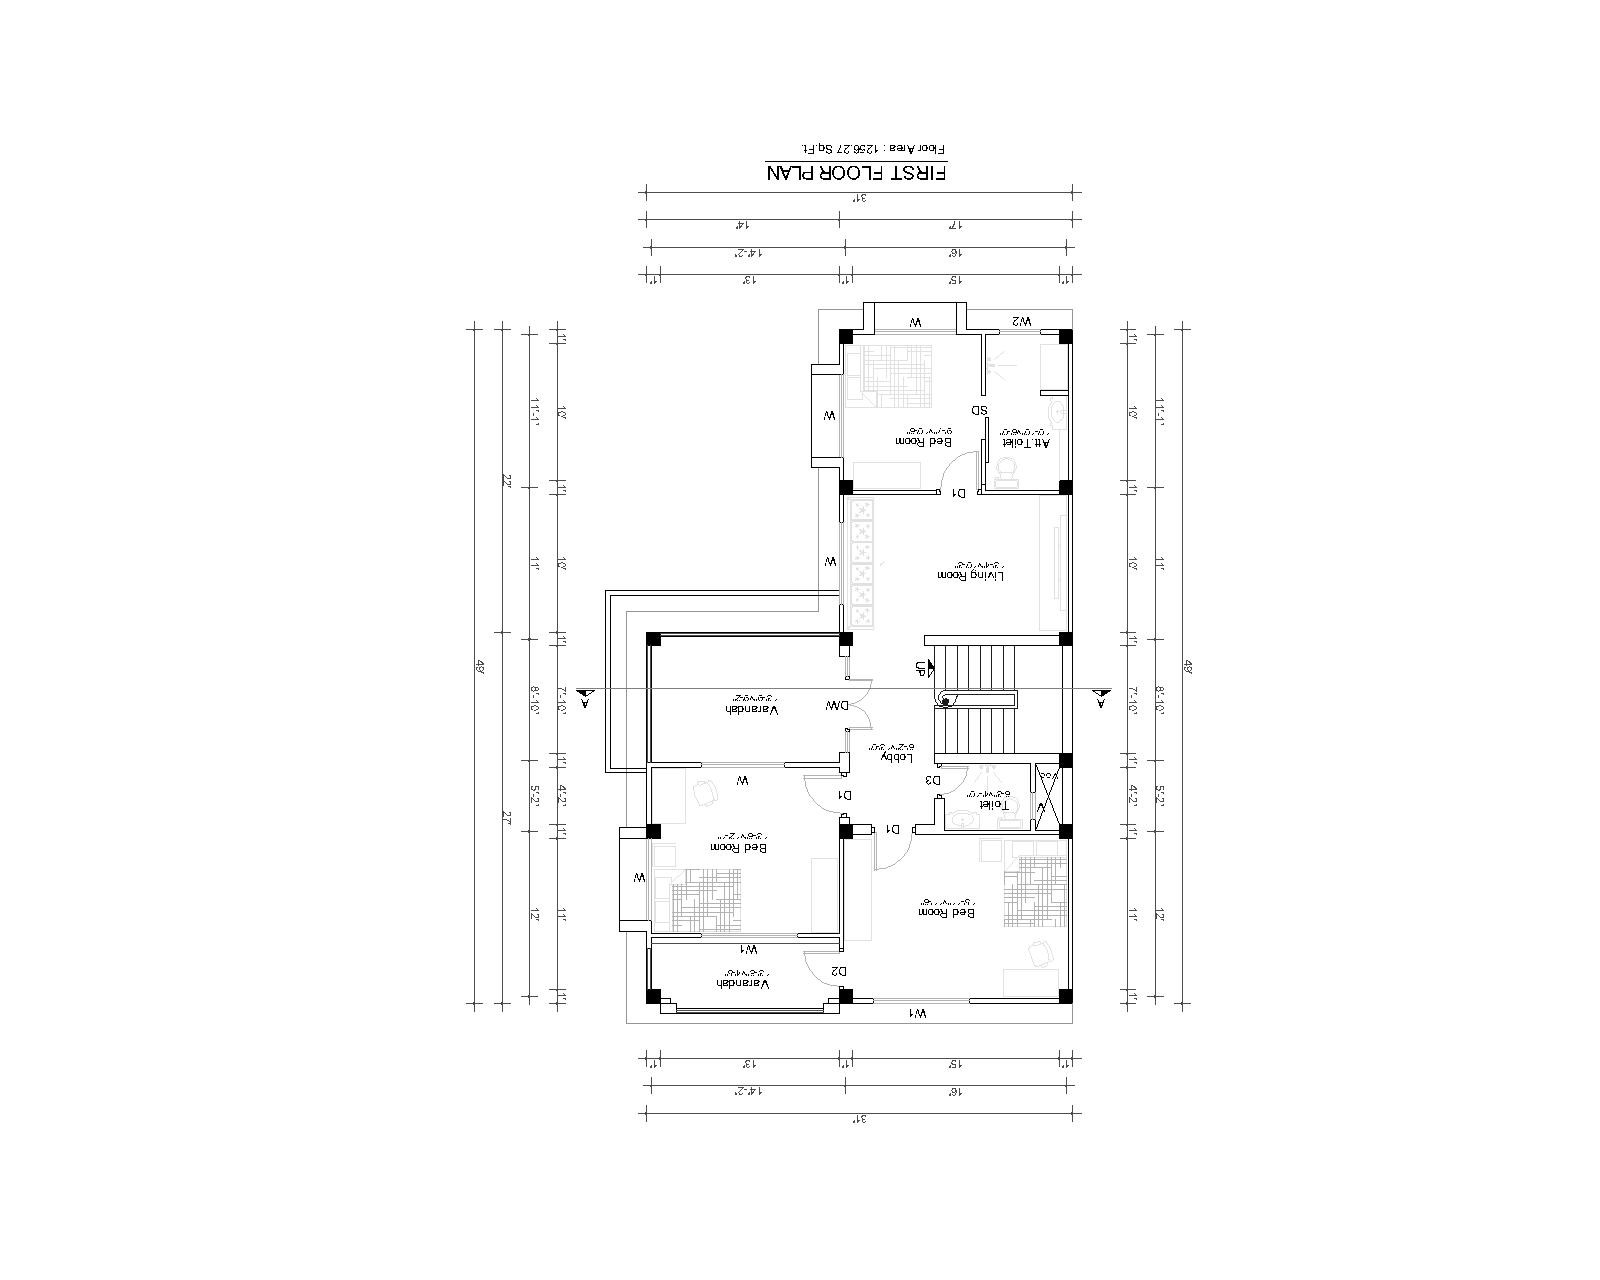 31'
16' 14'-2"
1' 15' 1' 13' 1'
W1
1' 1' 1'
D2
Varandah
W1
12' 11' Bed Room 11' 12'
W
Bed Room
27'
1' D1 1'
Toilet
5'-2" 4'-2" D1 4'-2" 5'-2"
D3 W
V
1' Lobby 1'
A Varandah A
D/W
8'-10" 7'-10" 7'-10" 8'-10"
UP
49' 49'
1' 1'
Living Room
11' 10' W 10' 11'
1' D1 1'
22'
Att.Toilet Bed Room
11'-1" 10' SD W 10' 11'-1"
1' 1'
W2 W
1' 15' 1' 13' 1'
16' 14'-2"
17' 14'
31'
FIRST FLOOR PLAN
Floor Area : 1256.27 Sq.Ft.